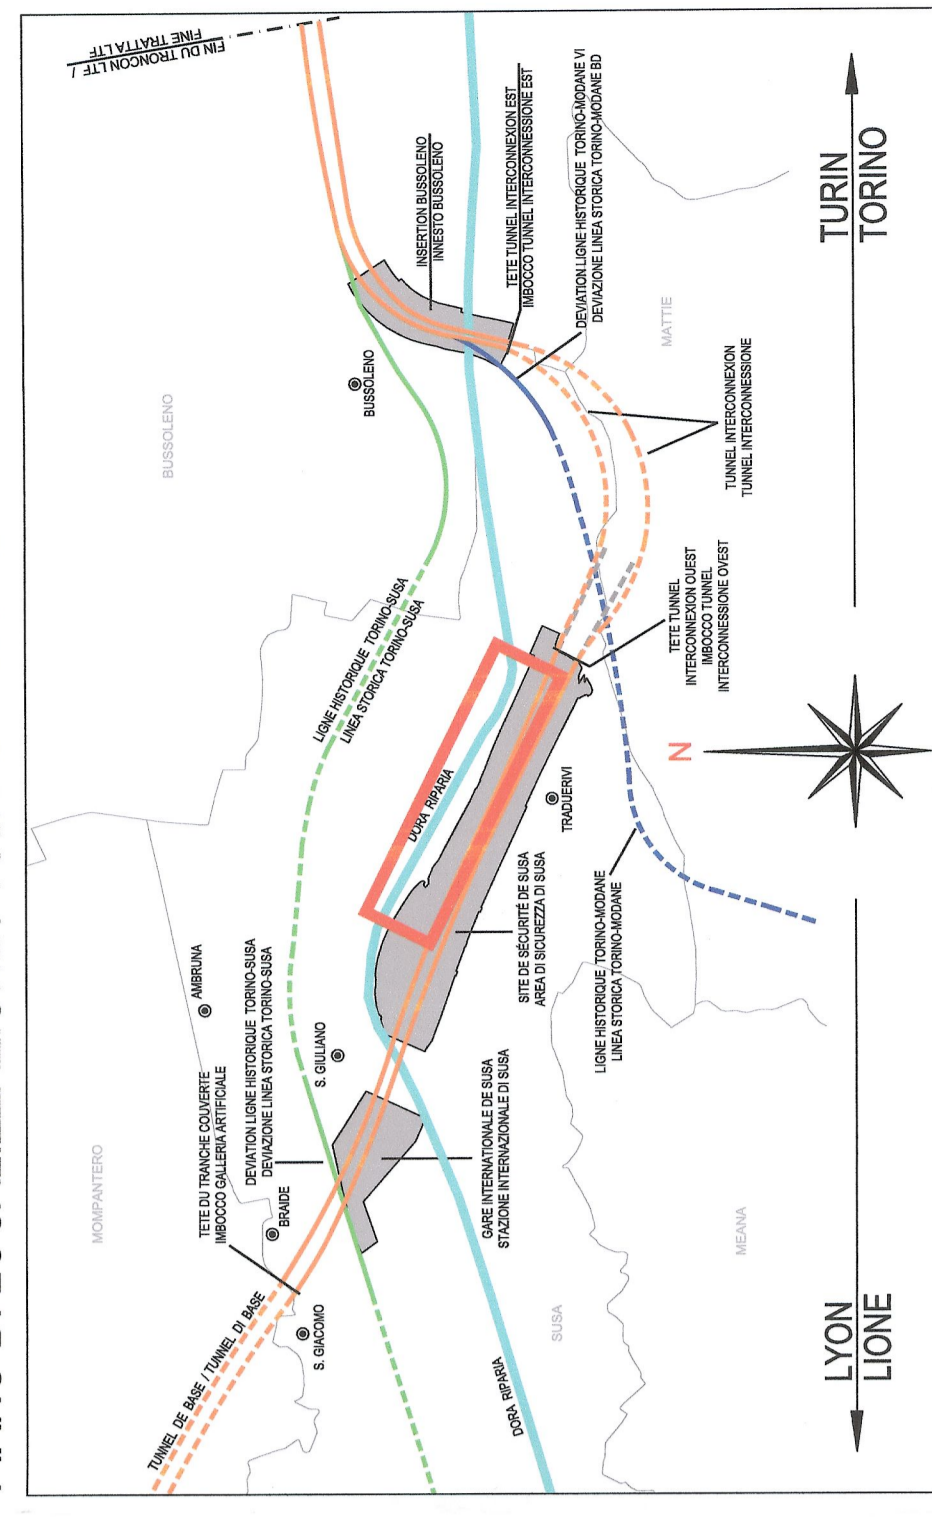 FIN DU TRONCON LTF /
FINE TRATTA LTF
INSERTION BUSSOLENO
INNESTO BUSSOLENO
TETE TUNNEL INTERCONNEXION EST
IMBOCCO TUNNEL INTERCONNESSIONE EST
DEVIATION LIGNE HISTORIQUE TORINO-MODANE VI
DEVIAZIONE LINEA STORICA TORINO-MODANE BD
TURIN
TORINO
BUSSOLENO
BUSSOLENO
MATTIE
TUNNEL INTERCONNEXION
TUNNEL INTERCONNESSIONE
LIGNE HISTORIQUE TORINO-SUSA
LINEA STORICA TORINO-SUSA
TETE TUNNEL
INTERCONNEXION OUEST
IMBOCCO TUNNEL
INTERCONNESSIONE OVEST
DORA RIPARIA
TRADUERIVI
N
AMBRUNA
S. GIULIANO
SITE DE SÉCURITÉ DE SUSA
AREA DI SICUREZZA DI SUSA
LIGNE HISTORIQUE TORINO-MODANE
LINEA STORICA TORINO-MODANE
DEVIATION LIGNE HISTORIQUE TORINO-SUSA
DEVIAZIONE LINEA STORICA TORINO-SUSA
TETE DU TRANCHE COUVERTE
IMBOCCO GALLERIA ARTIFICIALE
MOMPANTERO
BRAIDE
GARE INTERNATIONALE DE SUSA
STAZIONE INTERNAZIONALE DI SUSA
MEANA
SUSA
S. GIACOMO
TUNNEL DE BASE / TUNNEL DI BASE
DORA RIPARIA
LYON
LIONE